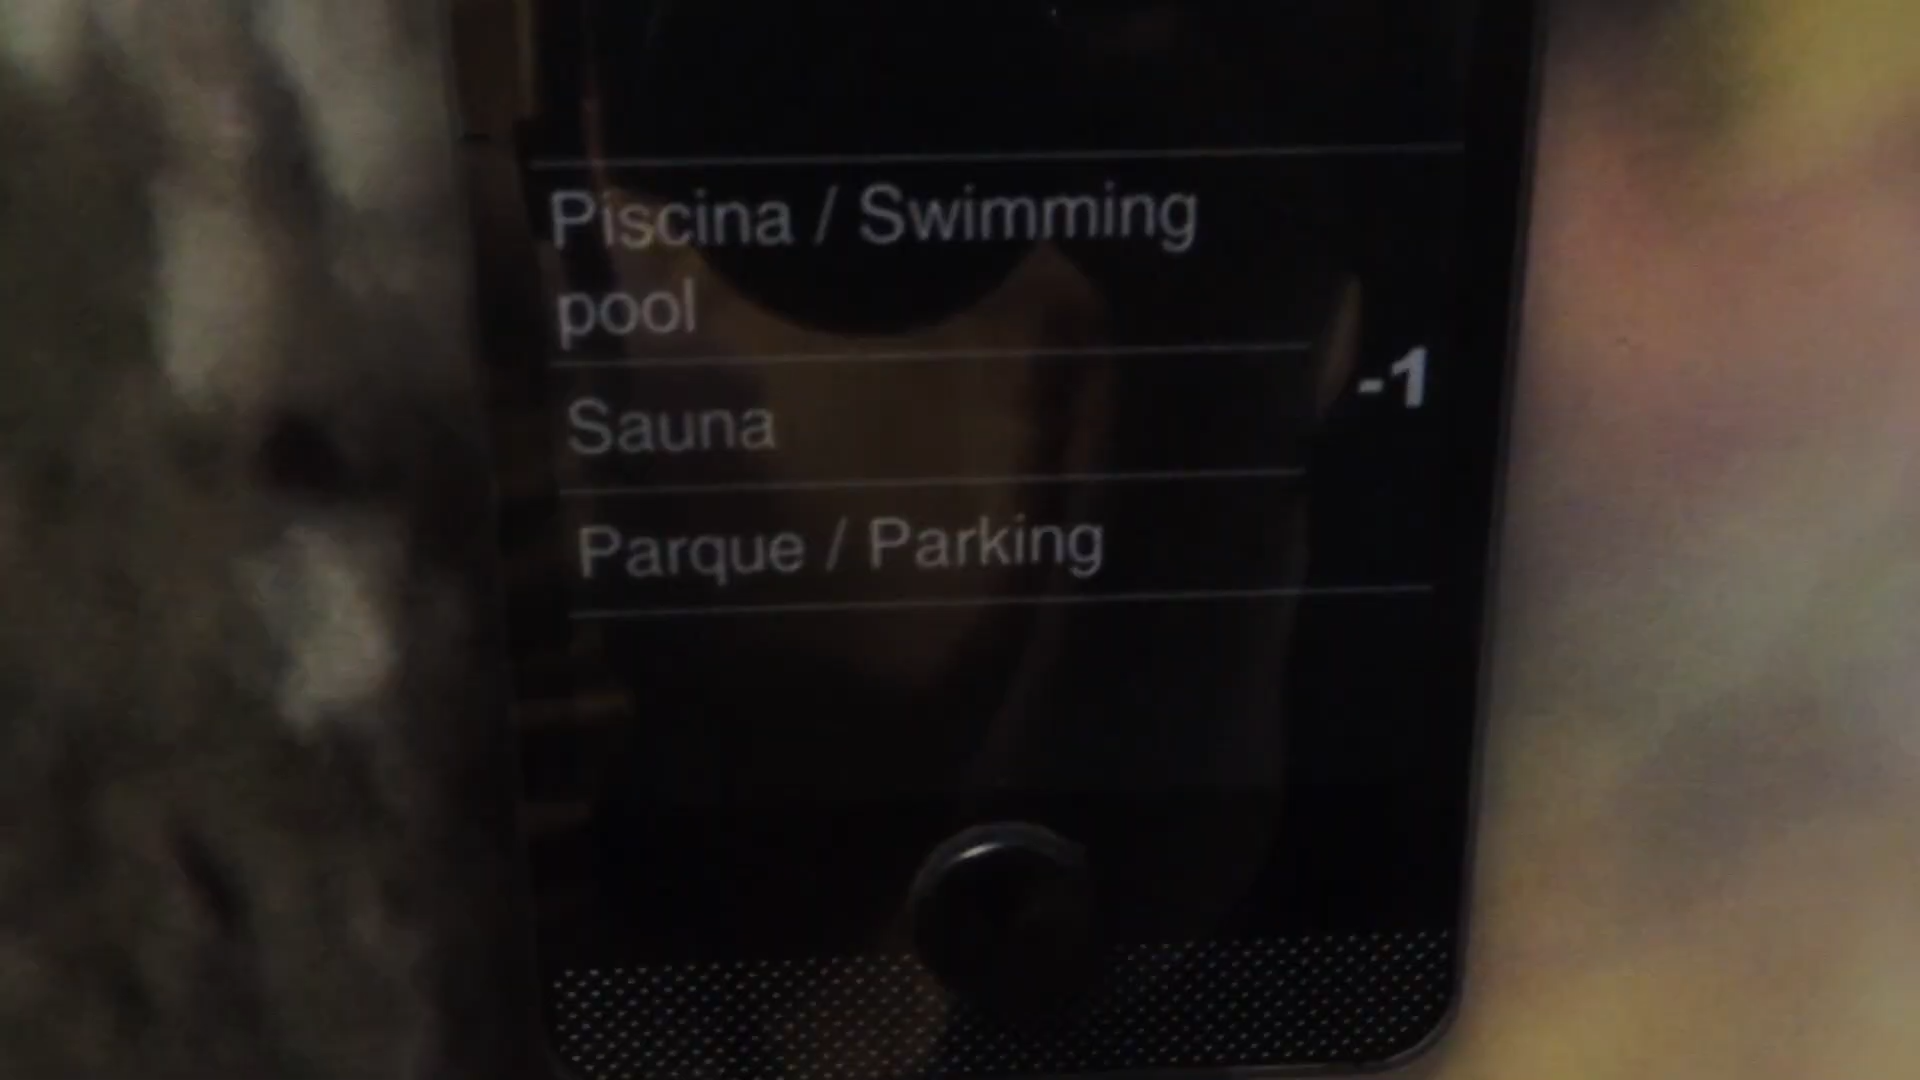 Piscina / Swimming
pool
-1
Sauna
Parque / Parking